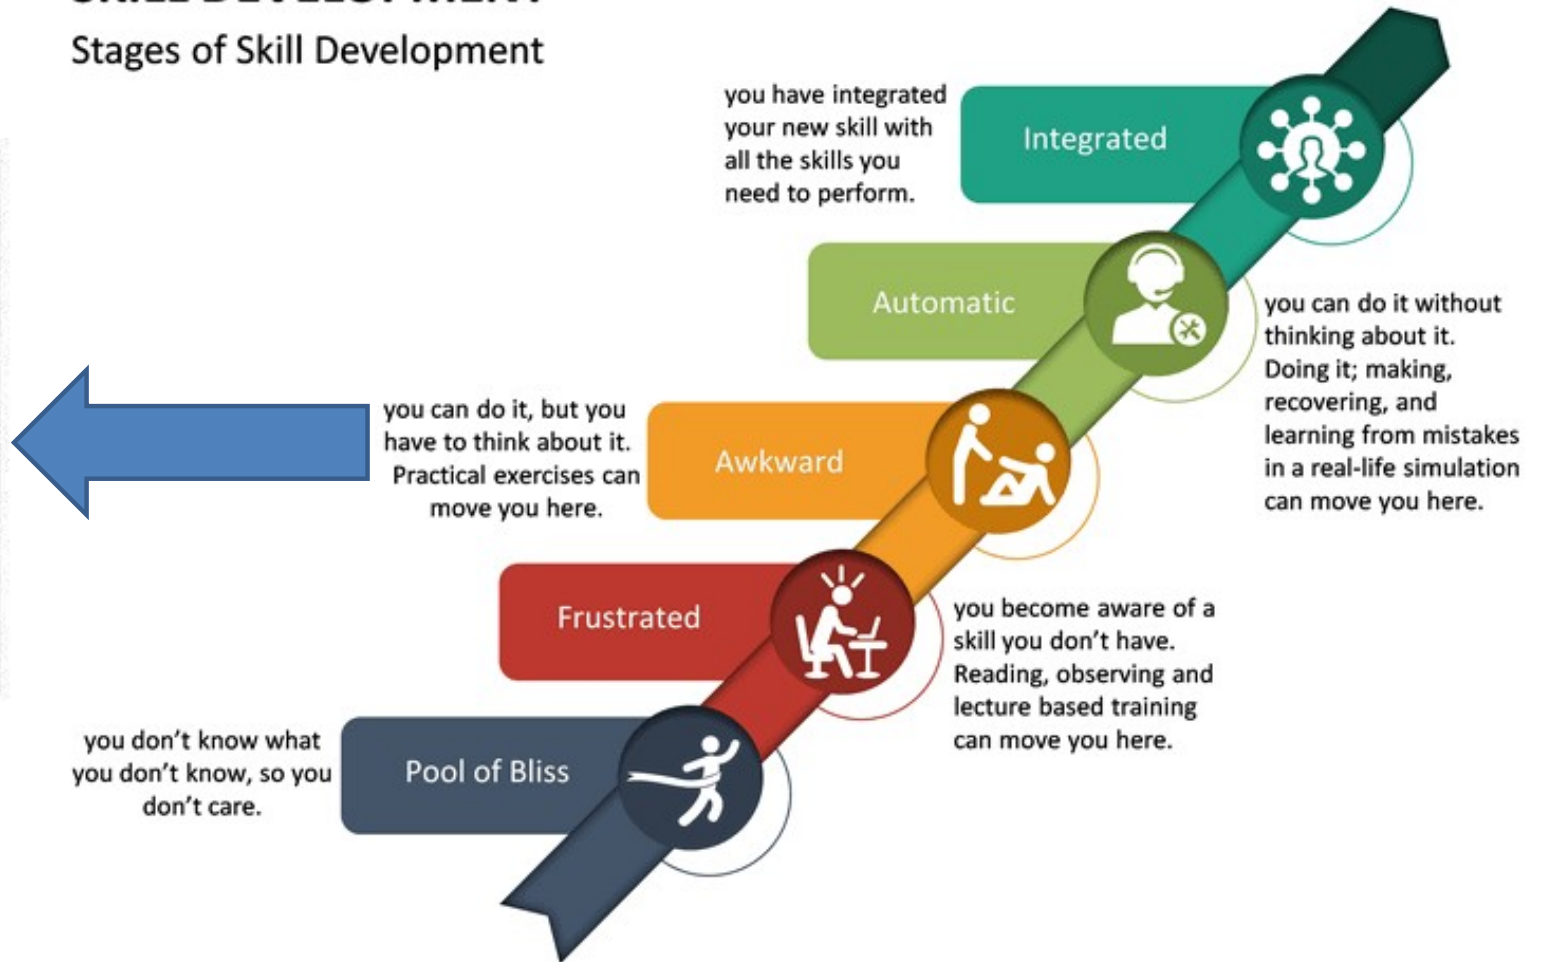 SKILL DEVELOPMENT
Stages of Skill Development
you have integrated
your new skill with
all the skills you
need to perform.
Integrated
Automatic
you can do it without
thinking about it.
Doing it; making,
recovering, and
learning from mistakes
in a real-life simulation
can move you here.
you can do it, but you
have to think about it.
Practical exercises can
move you here.
Awkward
Frustrated
you become aware of a
skill you don't have.
Reading, observing and
lecture based training
can move you here.
you don't know what
you don't know, so you
don't care.
Pool of Bliss